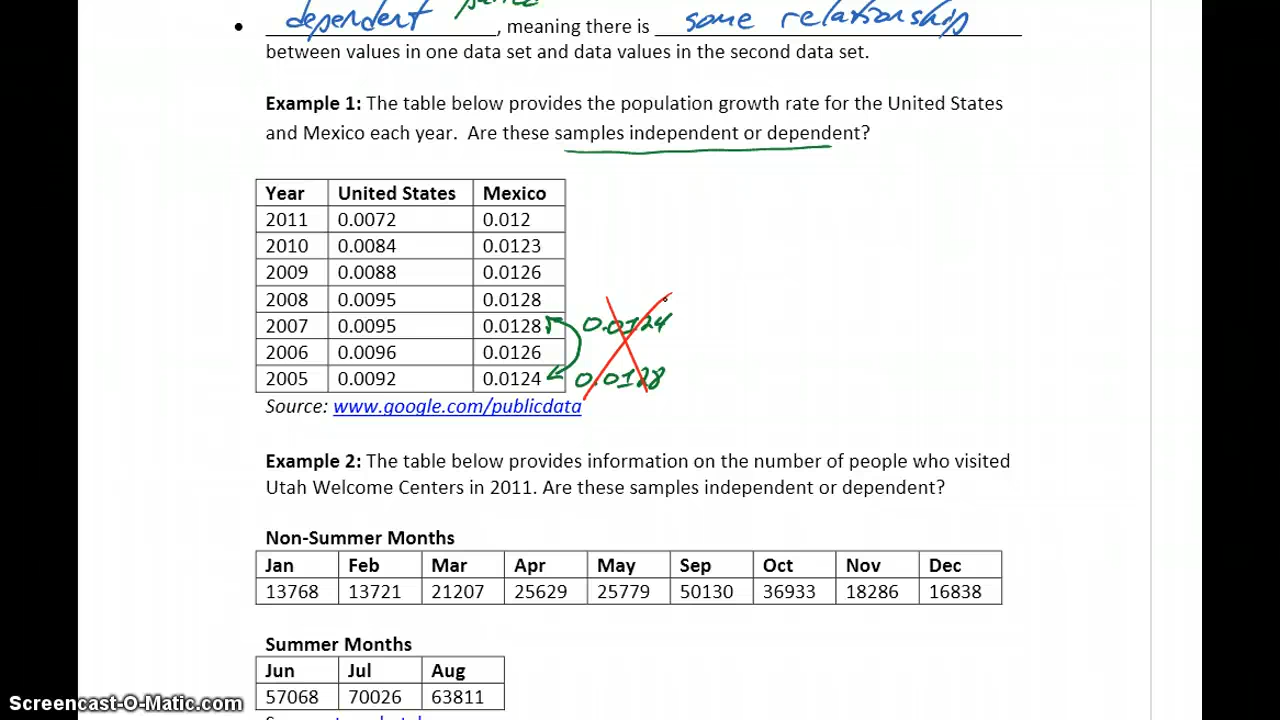 dependent
• , meaning there is some relationship
between values in one data set and data values in the second data set.
Example 1: The table below provides the population growth rate for the United States
and Mexico each year. Are these samples independent or dependent?
Year United States Mexico
2011 0.0072 0.012
2010 0.0084 0.0123
2009 0.0088 0.0126
2008 0.0095 0.0128
2007 0.0095 0.0128 0.0124
2006 0.0096 0.0126
2005 0.0092 0.0124 0.0128
Source: www.google.com/publicdata
Example 2: The table below provides information on the number of people who visited
Utah Welcome Centers in 2011. Are these samples independent or dependent?
Non-Summer Months
Jan Feb Mar Apr May Sep Oct Nov Dec
13768 13721 21207 25629 25779 50130 36933 18286 16838
Summer Months
Jun Jul Aug
57068 70026 63811
Screencast-O-Matic.com